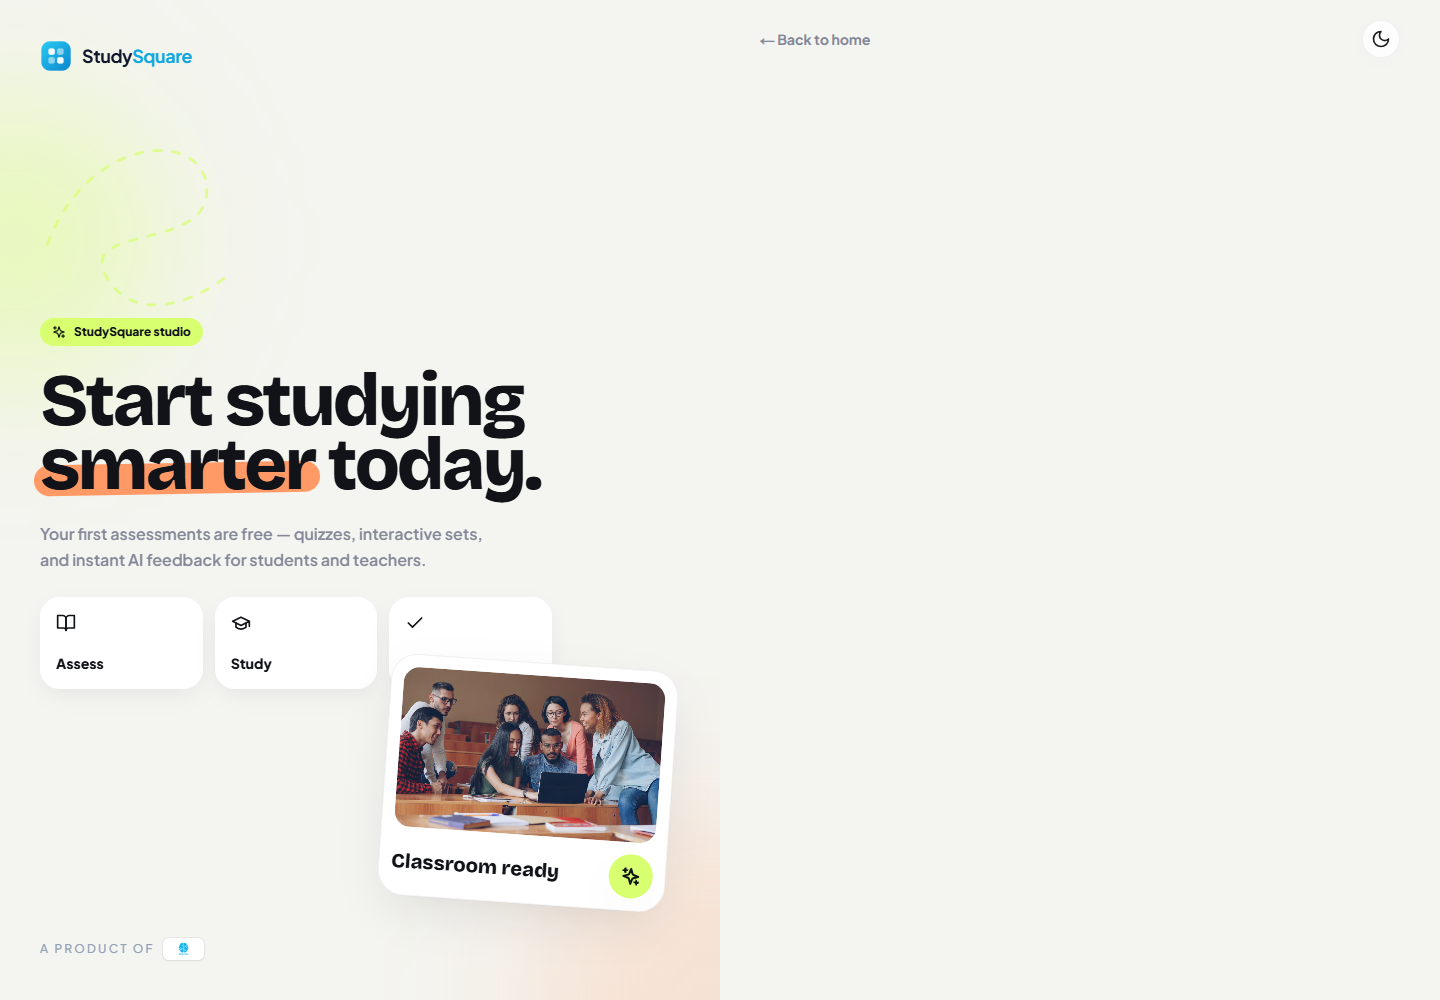 StudySquare
← Back to home
StudySquare studio
Start studying
smarter today.
Your first assessments are free — quizzes, interactive sets,
and instant AI feedback for students and teachers.
Assess
Study
Classroom ready
A PRODUCT OF